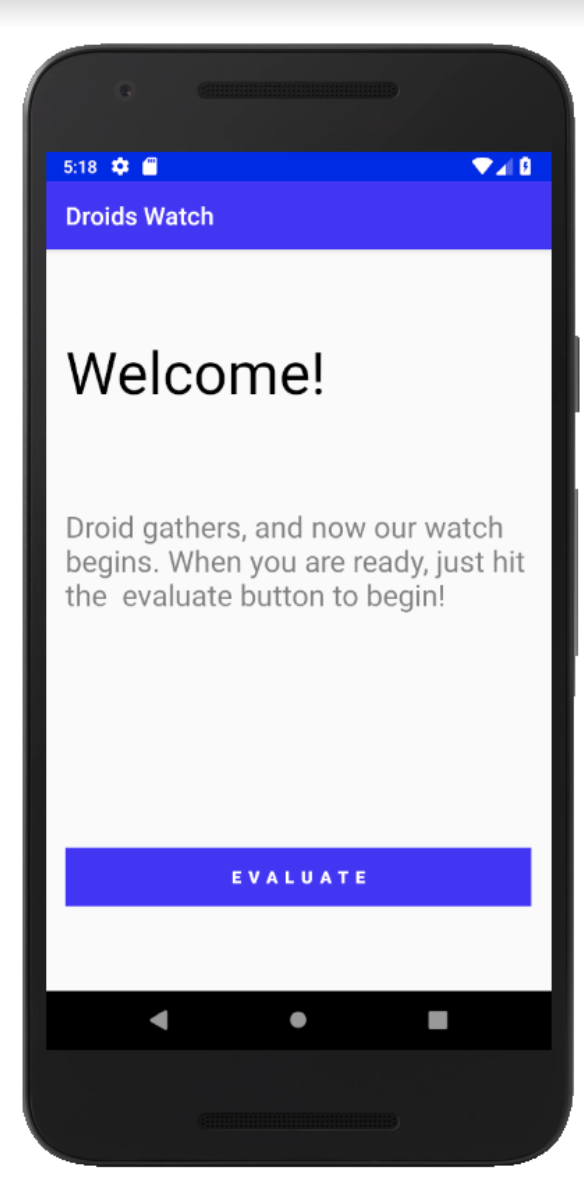 5:18
Droids Watch
Welcome!
Droid gathers, and now our watch
begins. When you are ready, just hit
the  evaluate button to begin!
EVALUATE